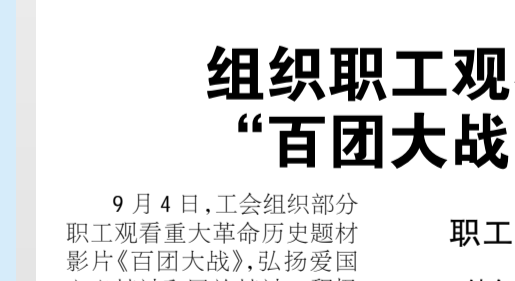 组织职工观
“百团大战
9月4日，工会组织部分
职工观看重大革命历史题材
影片《百团大战》，弘扬爱国
职工